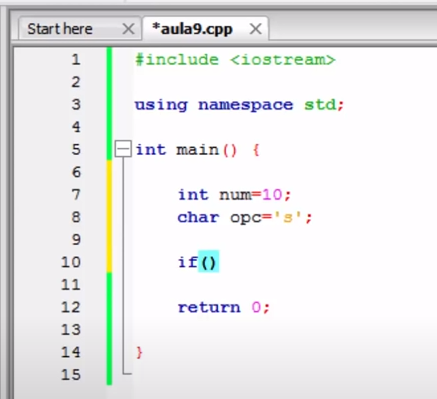 Start here × *aula9.cpp ×
1 #include <iostream>
2
3 using namespace std;
4
5 int main() {
6
7 int num=10;
8 char opc='s';
9
10 if()
11
12 return 0;
13
14 }
15